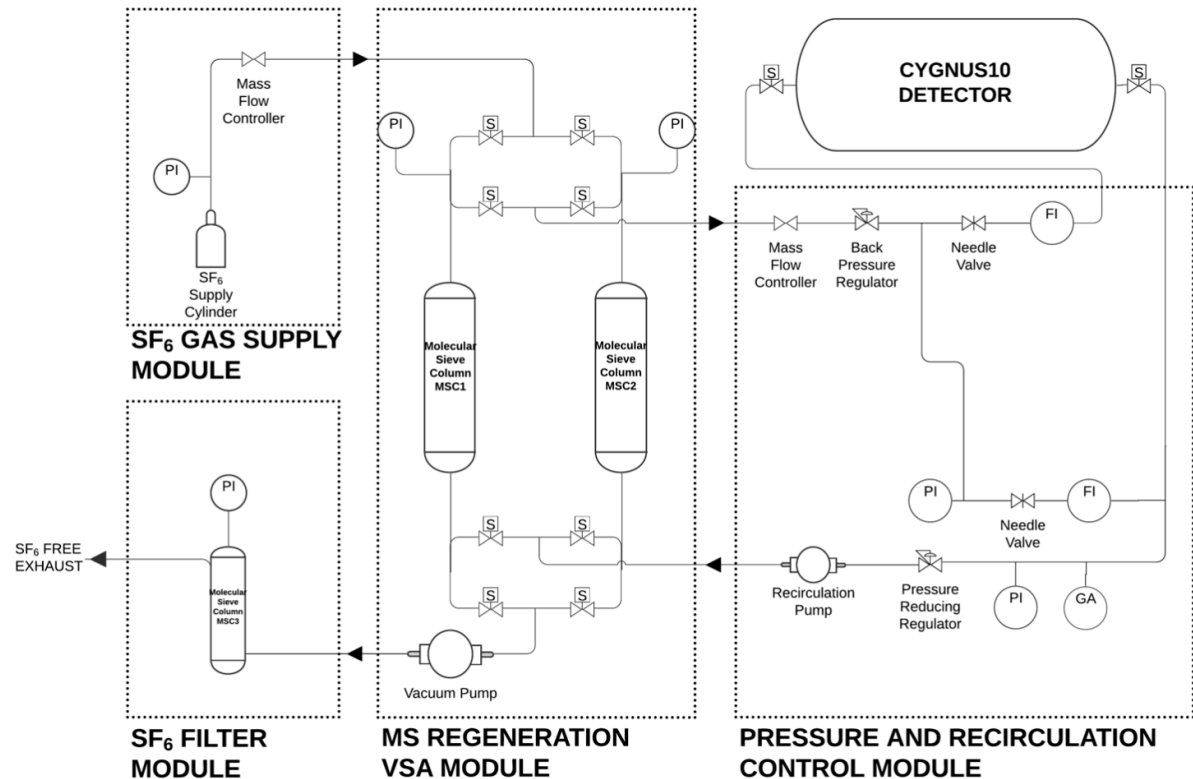 CYGNUS10
DETECTOR
S
S
Mass
Flow
Controller
PI
SF₆
Supply
Cylinder
SF₆ GAS SUPPLY
MODULE
PI
S
S
PI
S
S
Molecular
Sieve
Column
MSC1
Molecular
Sieve
Column
MSC2
S
S
S
S
Vacuum Pump
MS REGENERATION
VSA MODULE
Mass
Flow
Controller
Back
Pressure
Regulator
Needle
Valve
FI
PI
Needle
Valve
FI
Recirculation
Pump
Pressure
Reducing
Regulator
PI
GA
PRESSURE AND RECIRCULATION
CONTROL MODULE
PI
SF₆ FREE
EXHAUST
Molecular
Sieve
Column
MSC3
SF₆ FILTER
MODULE